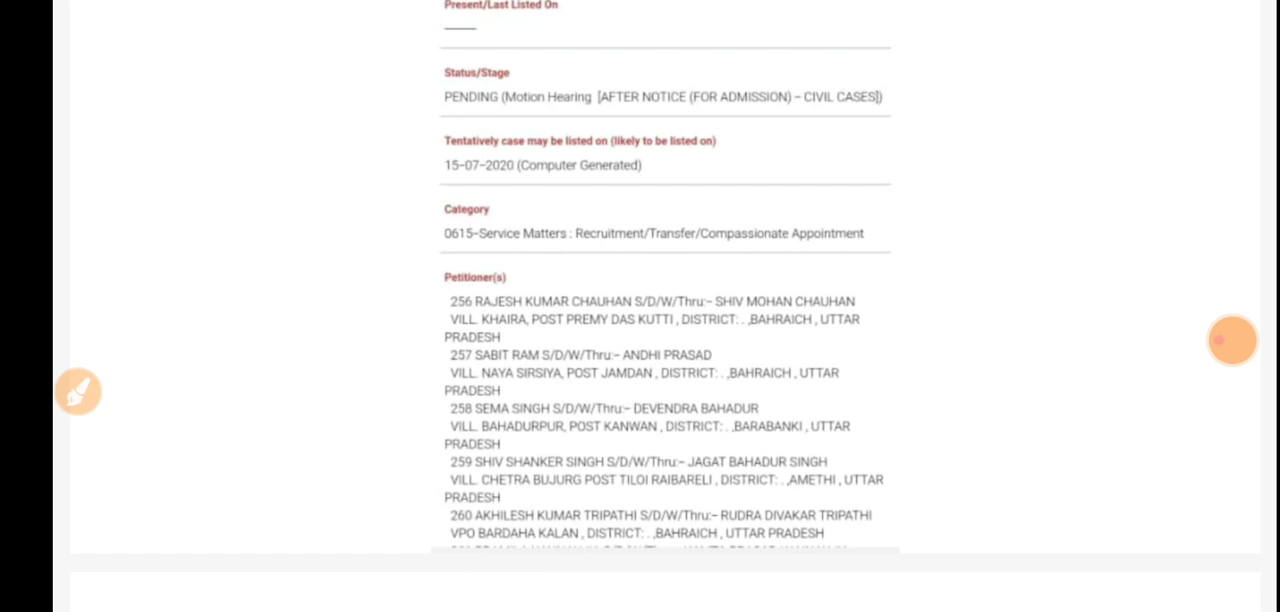 Present/Last Listed On
Status/Stage
PENDING (Motion Hearing [AFTER NOTICE (FOR ADMISSION) - CIVIL CASES])
Tentatively case may be listed on (likely to be listed on)
15-07-2020 (Computer Generated)
Category
0615-Service Matters : Recruitment/Transfer/Compassionate Appointment
Petitioner(s)
256 RAJESH KUMAR CHAUHAN S/D/W/Thru:- SHIV MOHAN CHAUHAN
VILL. KHAIRA, POST PREMY DAS KUTTI , DISTRICT: . ,BAHRAICH , UTTAR
PRADESH
257 SABIT RAM S/D/W/Thru:- ANDHI PRASAD
VILL. NAYA SIRSIYA, POST JAMDAN , DISTRICT: . ,BAHRAICH , UTTAR
PRADESH
258 SEMA SINGH S/D/W/Thru:- DEVENDRA BAHADUR
VILL. BAHADURPUR, POST KANWAN , DISTRICT: . ,BARABANKI , UTTAR
PRADESH
259 SHIV SHANKER SINGH S/D/W/Thru:- JAGAT BAHADUR SINGH
VILL. CHETRA BUJURG POST TILOI RAIBARELI , DISTRICT: . ,AMETHI , UTTAR
PRADESH
260 AKHILESH KUMAR TRIPATHI S/D/W/Thru:- RUDRA DIVAKAR TRIPATHI
VPO BARDAHA KALAN , DISTRICT: . ,BAHRAICH , UTTAR PRADESH